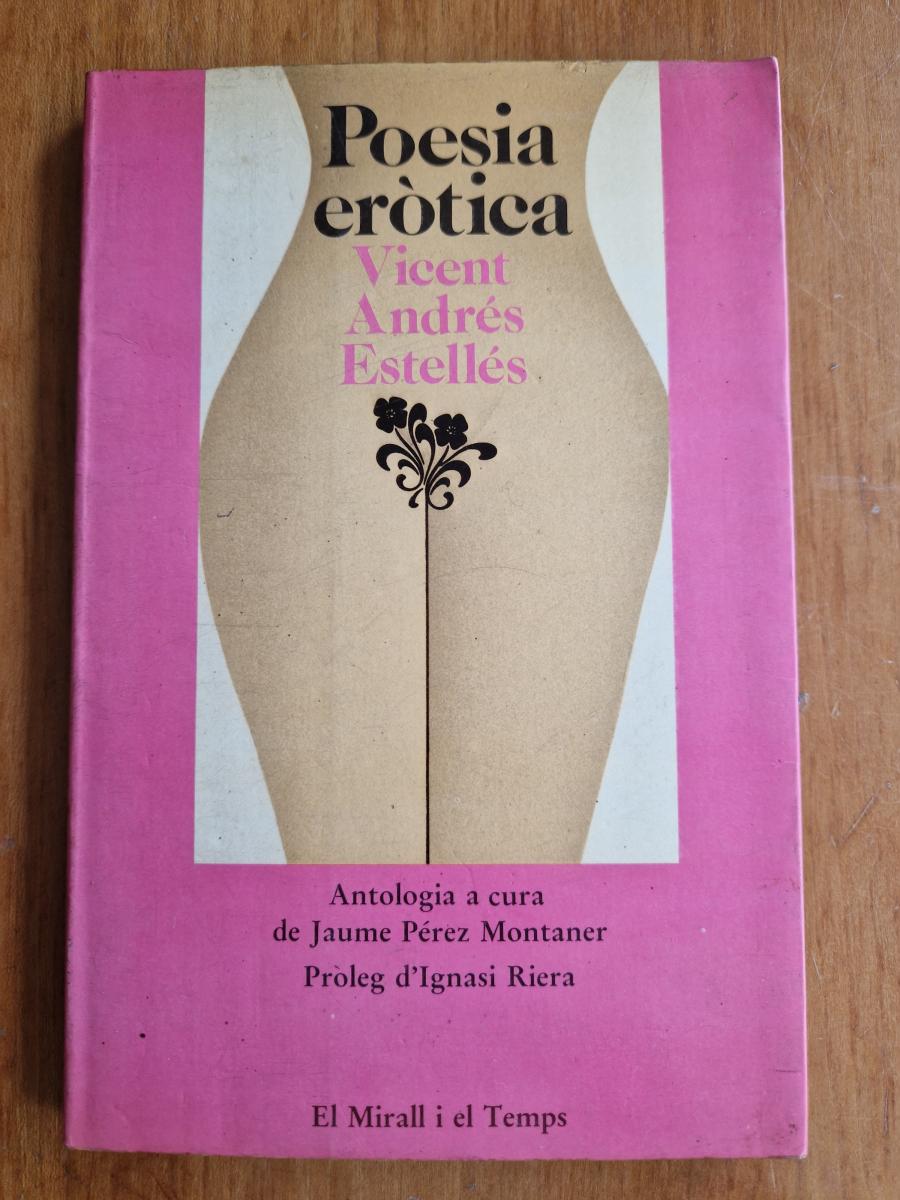 Poesia
eròtica
Vicent
Andrés
Estellés
Antologia a cura
de Jaume Pérez Montaner
Pròleg d'Ignasi Riera
El Mirall i el Temps